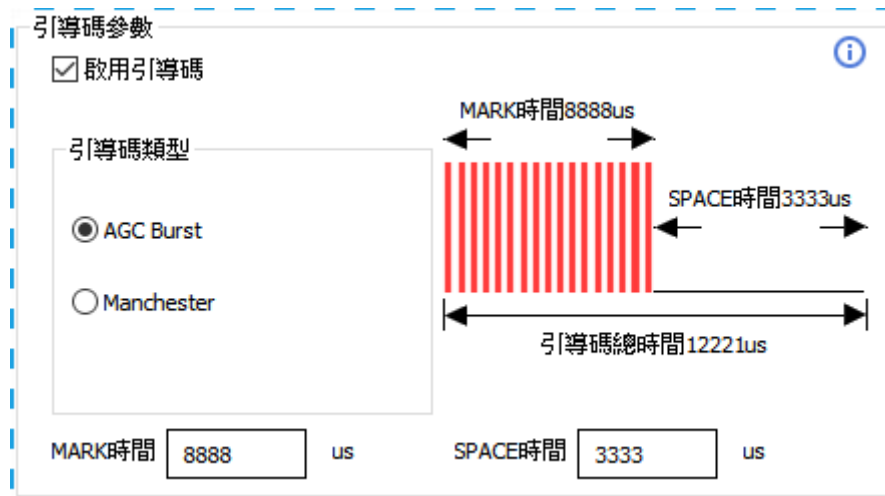 引導碼參數
啟用引導碼
MARK時間8888us
引導碼類型
SPACE時間3333us
AGC Burst
Manchester
引導碼總時間12221us
MARK時間 8888 us SPACE時間 3333 us